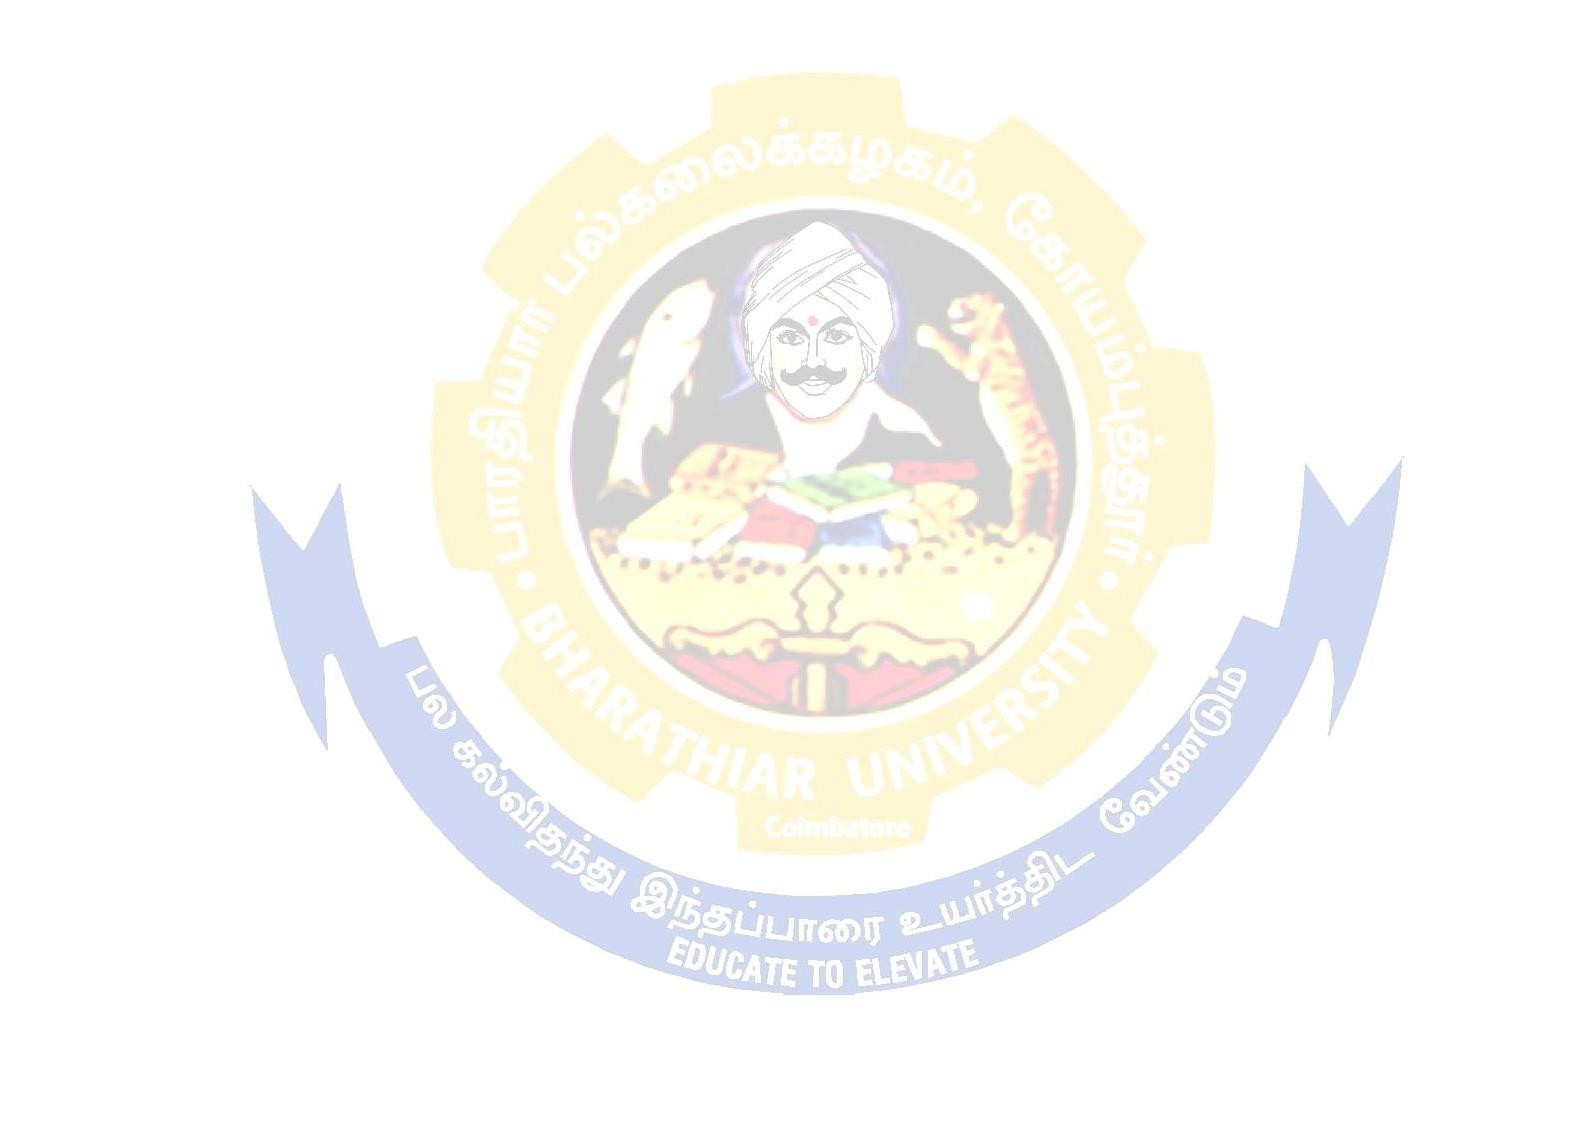 பாரதியார் பல்கலைக்கழகம், கோயம்புத்தூர்
BHARATHIAR UNIVERSITY
Coimbatore
பல கல்விதந்து இந்தப்பாரை உயர்த்திட வேண்டும்
EDUCATE TO ELEVATE